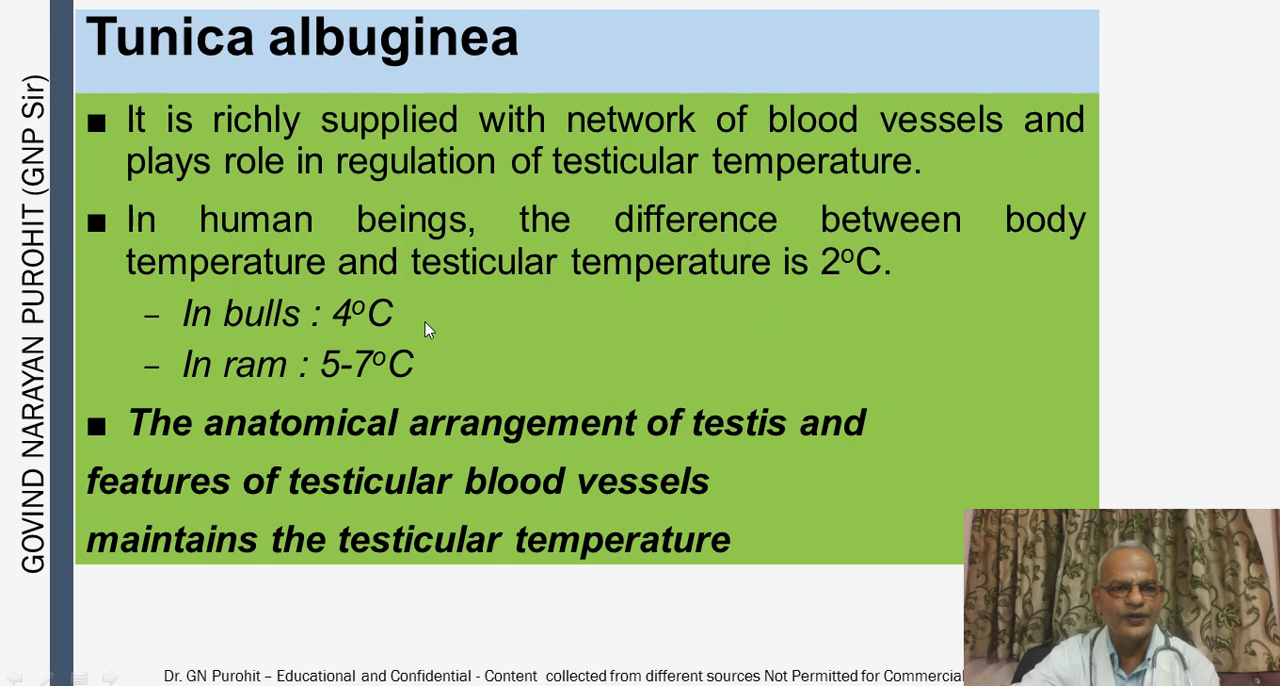 Tunica albuginea
■ It is richly supplied with network of blood vessels and
plays role in regulation of testicular temperature.
■ In human beings, the difference between body
temperature and testicular temperature is 2ºC.
– In bulls : 4ºC
– In ram : 5-7ºC
■ The anatomical arrangement of testis and
features of testicular blood vessels
maintains the testicular temperature
GOVIND NARAYAN PUROHIT (GNP Sir)
Dr. GN Purohit – Educational and Confidential - Content collected from different sources Not Permitted for Commercial